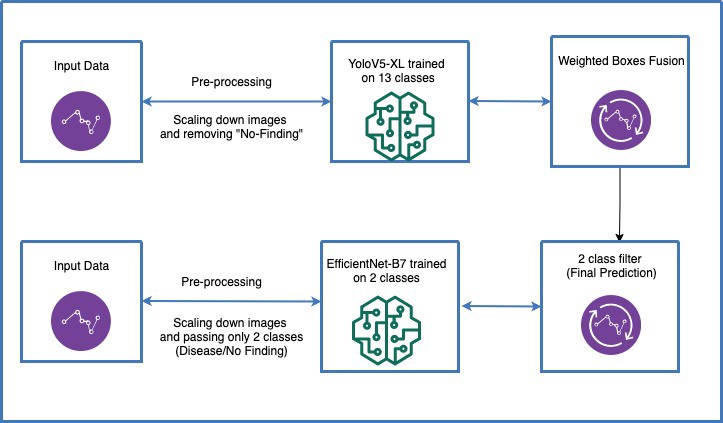 Input Data
Pre-processing
Scaling down images
and removing "No-Finding"
YoloV5-XL trained
on 13 classes
Weighted Boxes Fusion
Input Data
Pre-processing
Scaling down images
and passing only 2 classes
(Disease/No Finding)
EfficientNet-B7 trained
on 2 classes
2 class filter
(Final Prediction)